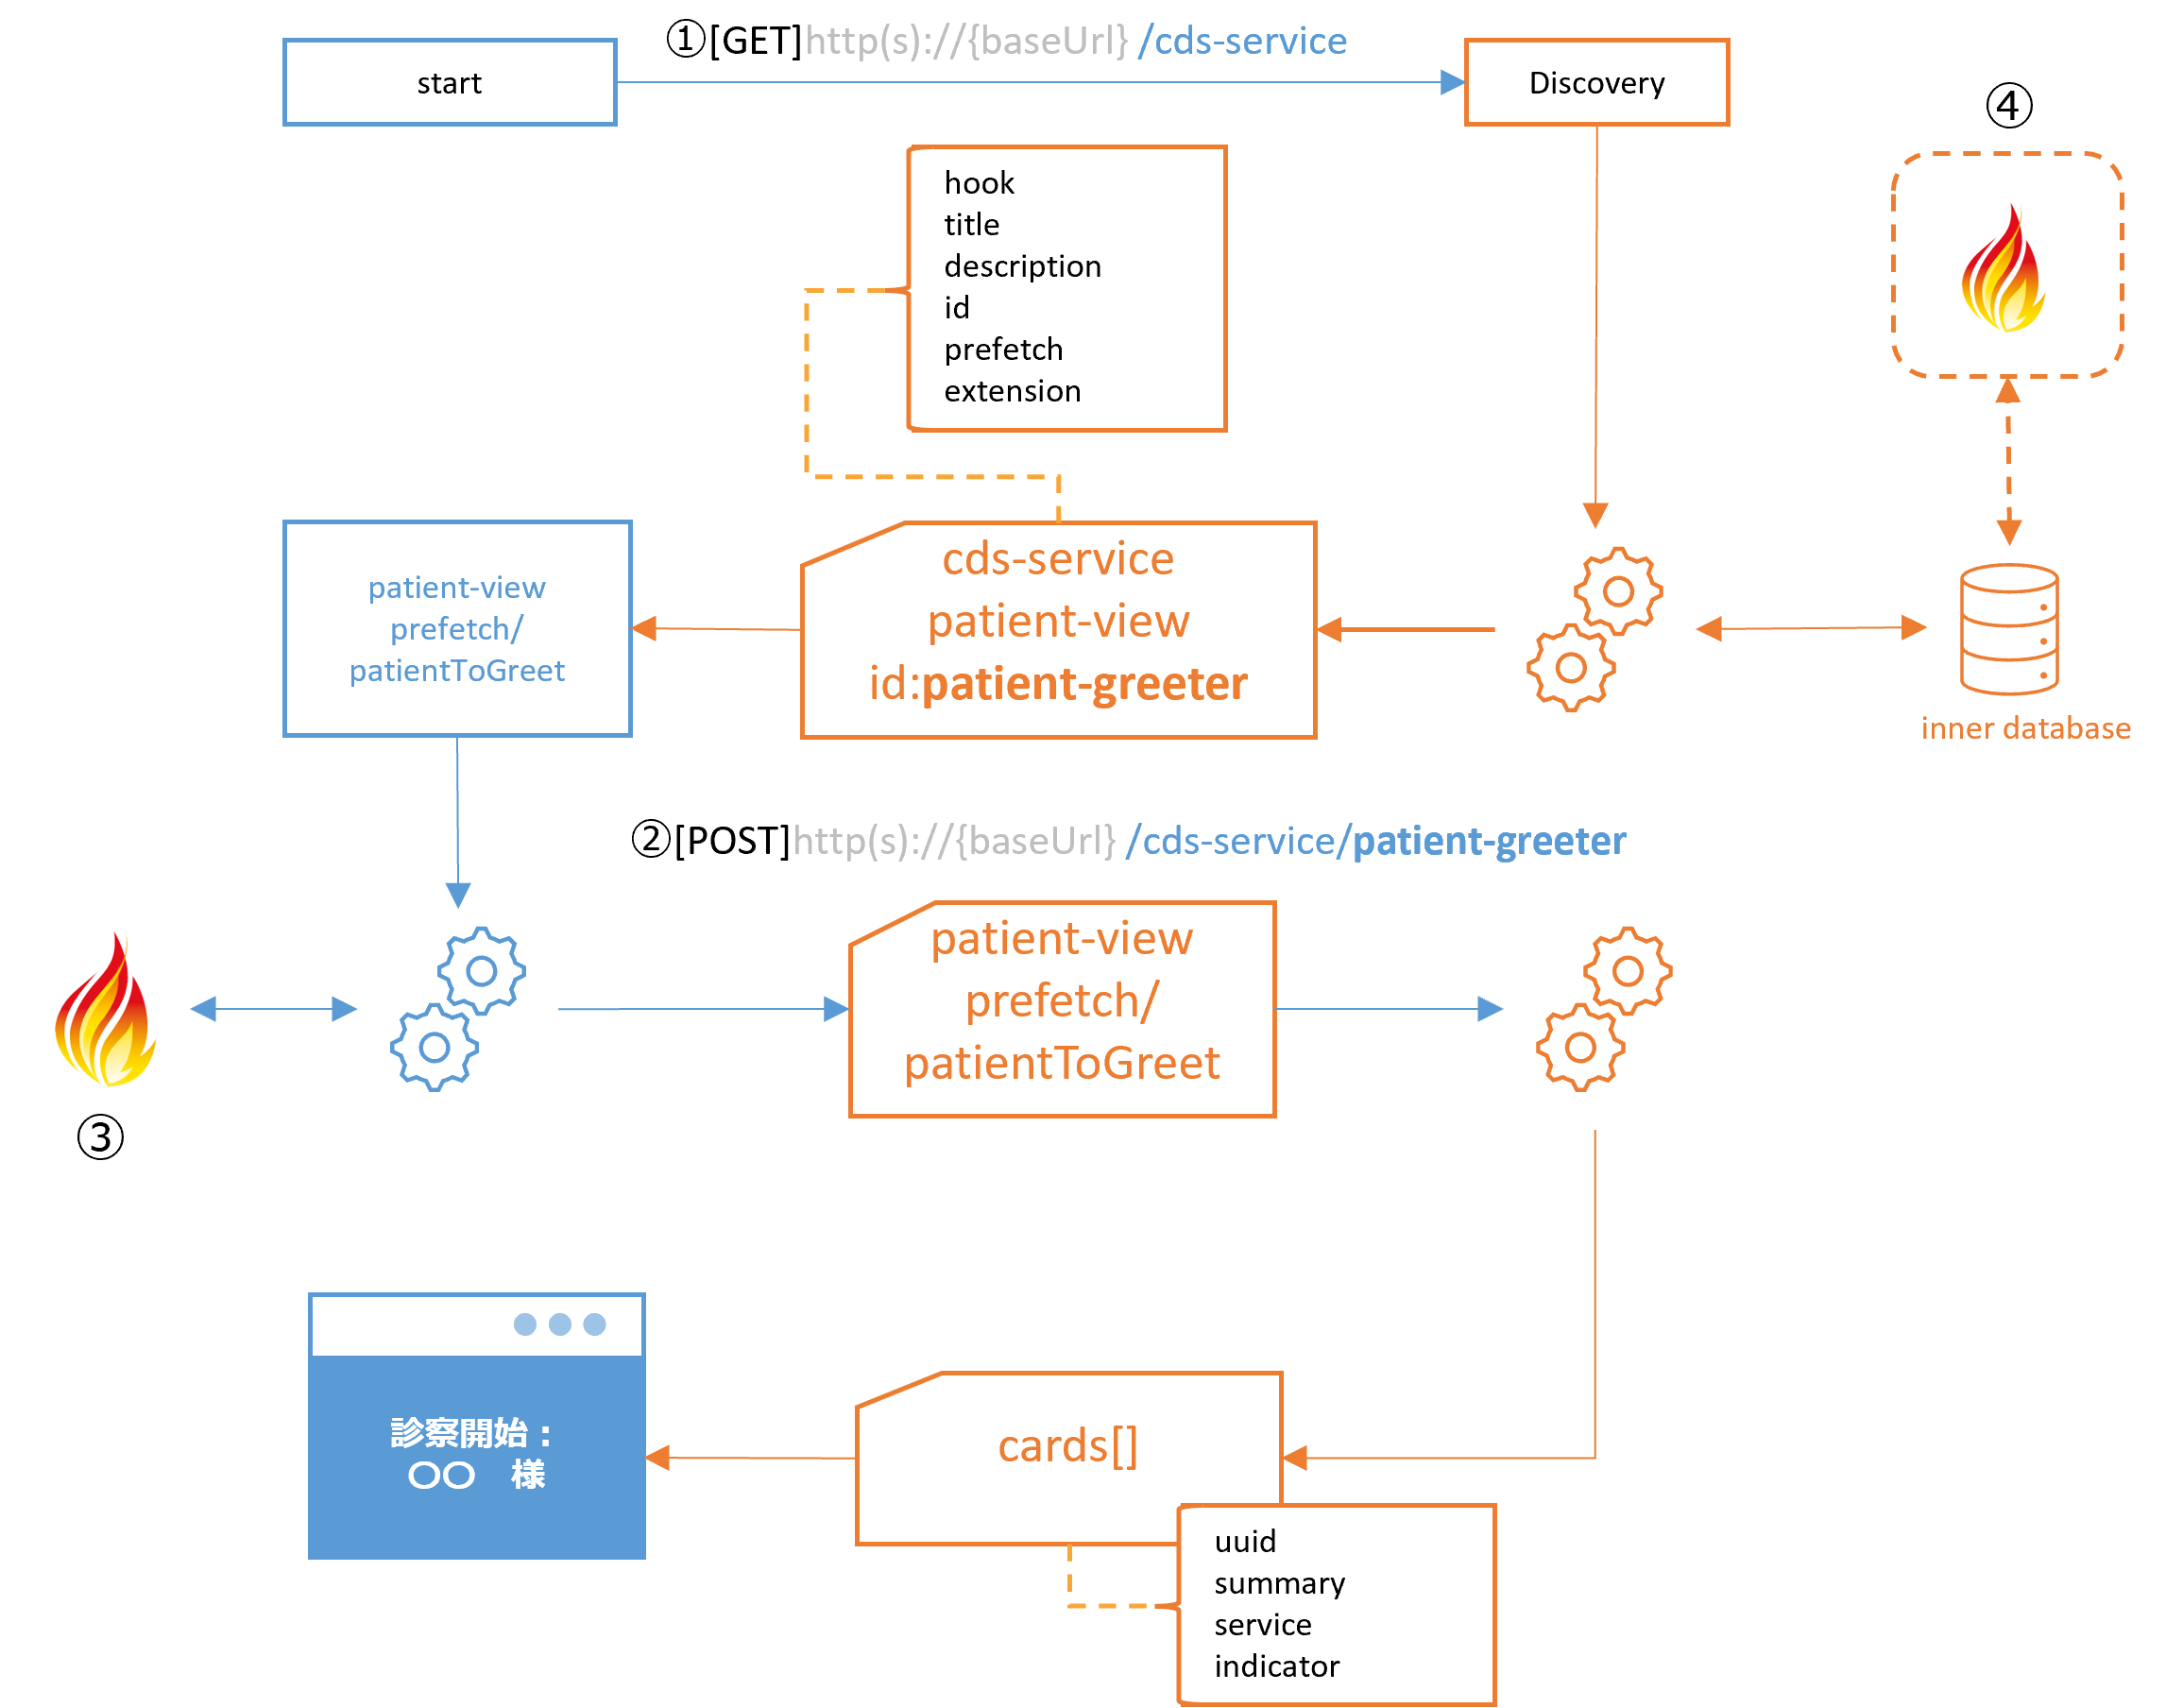 ①[GET]http(s)://{baseUrl} /cds-service
start
Discovery
④
hook
title
description
id
prefetch
extension
cds-service
patient-view
id:patient-greeter
patient-view
prefetch/
patientToGreet
inner database
②[POST]http(s)://{baseUrl} /cds-service/patient-greeter
patient-view
prefetch/
patientToGreet
③
診察開始：
〇〇　様
cards[]
uuid
summary
service
indicator